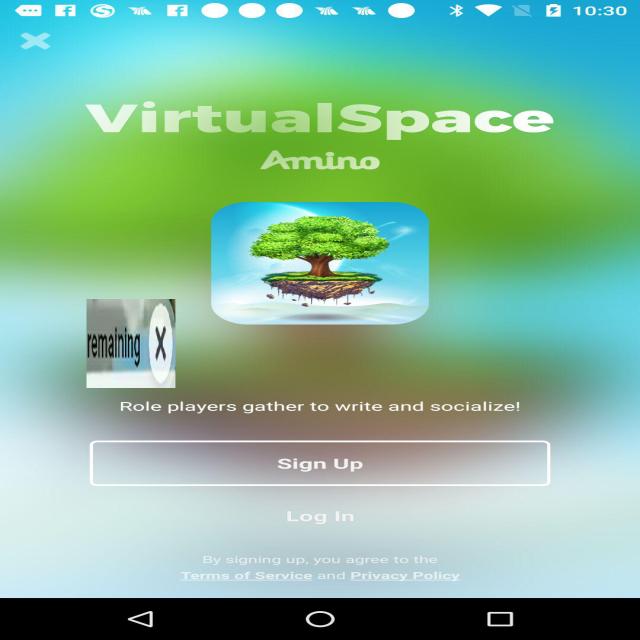 10:30
VirtualSpace
Amino
remaining X
Role players gather to write and socialize!
Sign Up
Log In
By signing up, you agree to the
Terms of Service and Privacy Policy